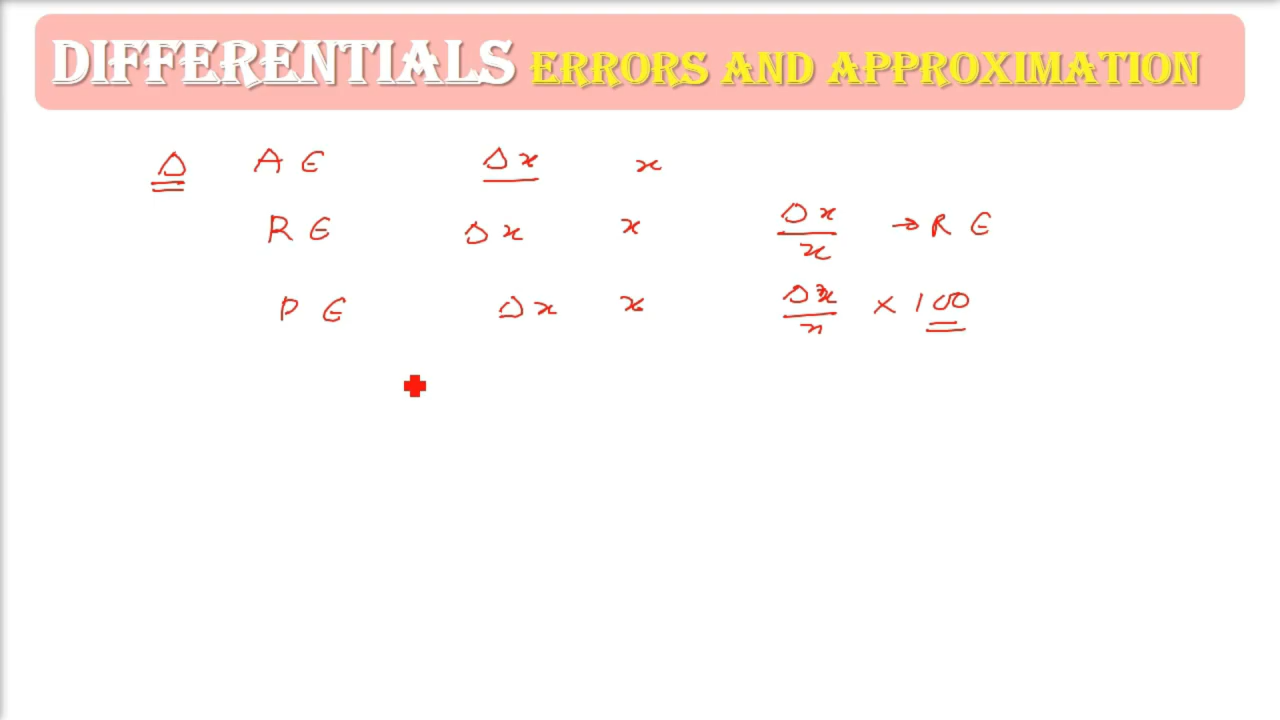 DIFFERENTIALS ERRORS AND APPROXIMATION
Δ A E Δx x
R E Δx x Δx/x → R E
P E Δx x Δx/x × 100